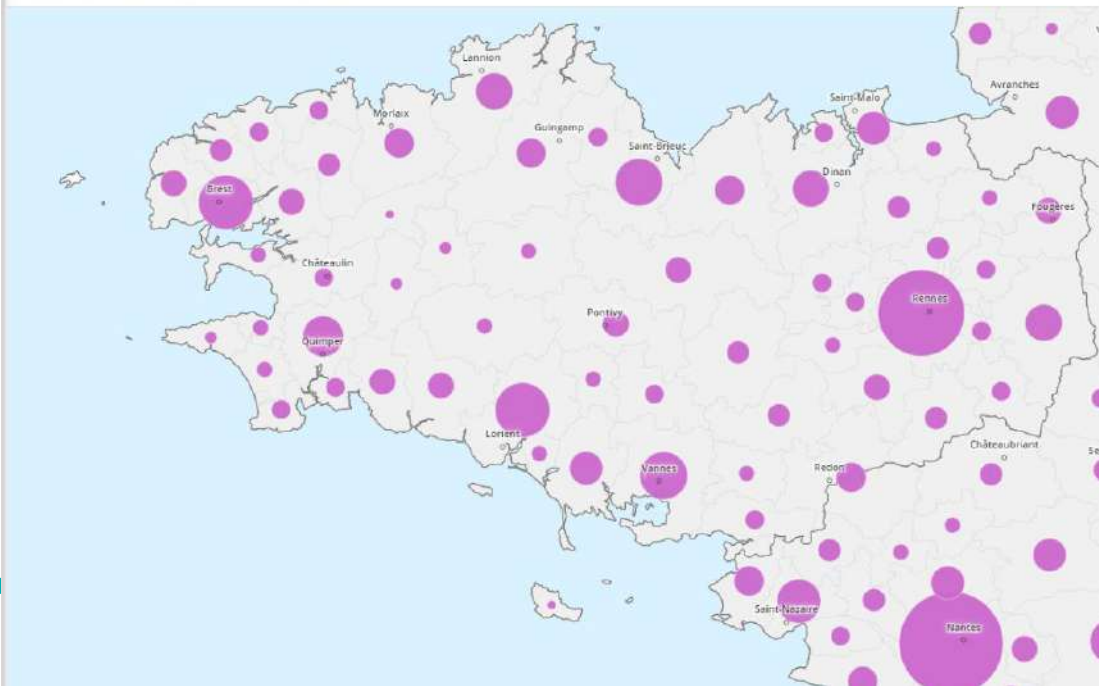 Lannion
Avranches
Saint-Malo
Morlaix
Guingamp
Saint-Brieuc
Dinan
Brest
Fougères
Châteaulin
Rennes
Pontivy
Quimper
Lorient
Châteaubriant
Vannes
Redon
Saint-Nazaire
Nantes